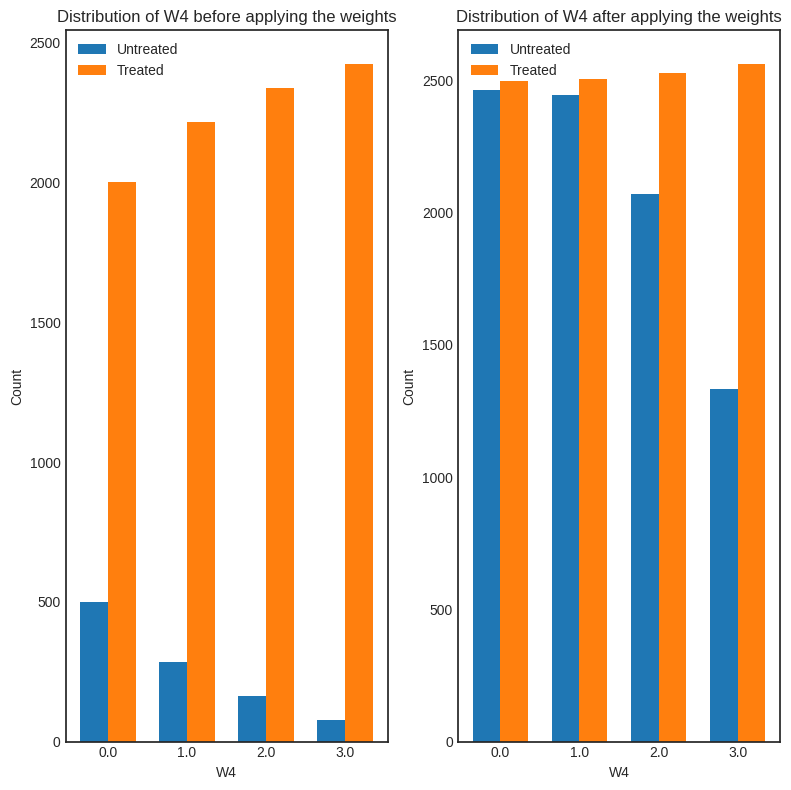 Distribution of W4 before applying the weights
Untreated
Treated
2500
2000
1500
1000
500
0
Count
0.0 1.0 2.0 3.0
W4
Distribution of W4 after applying the weights
Untreated
Treated
2500
2000
1500
1000
500
0
Count
0.0 1.0 2.0 3.0
W4